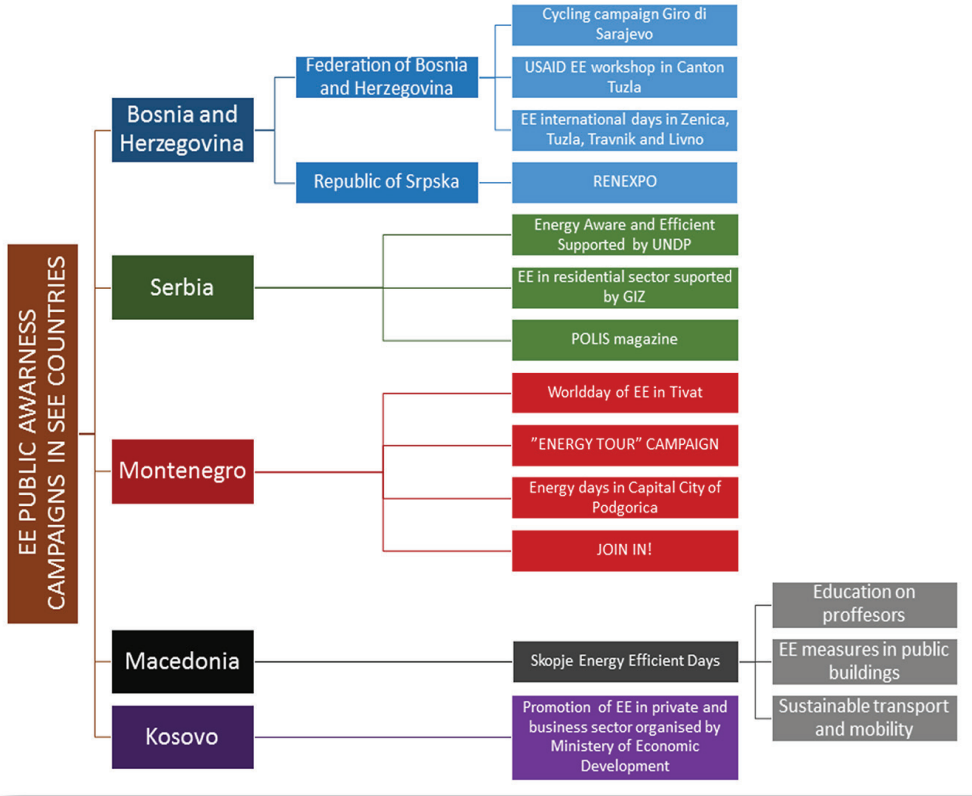 EE PUBLIC AWARNESS
CAMPAIGNS IN SEE COUNTRIES
Bosnia and
Herzegovina
Federation of Bosnia
and Herzegovina
Cycling campaign Giro di
Sarajevo
USAID EE workshop in Canton
Tuzla
EE international days in Zenica,
Tuzla, Travnik and Livno
Republic of Srpska
RENEXPO
Serbia
Energy Aware and Efficient
Supported by UNDP
EE in residential sector suported
by GIZ
POLIS magazine
Montenegro
Worldday of EE in Tivat
”ENERGY TOUR” CAMPAIGN
Energy days in Capital City of
Podgorica
JOIN IN!
Macedonia
Skopje Energy Efficient Days
Education on
proffesors
EE measures in public
buildings
Sustainable transport
and mobility
Kosovo
Promotion of EE in private and
business sector organised by
Ministery of Economic
Development